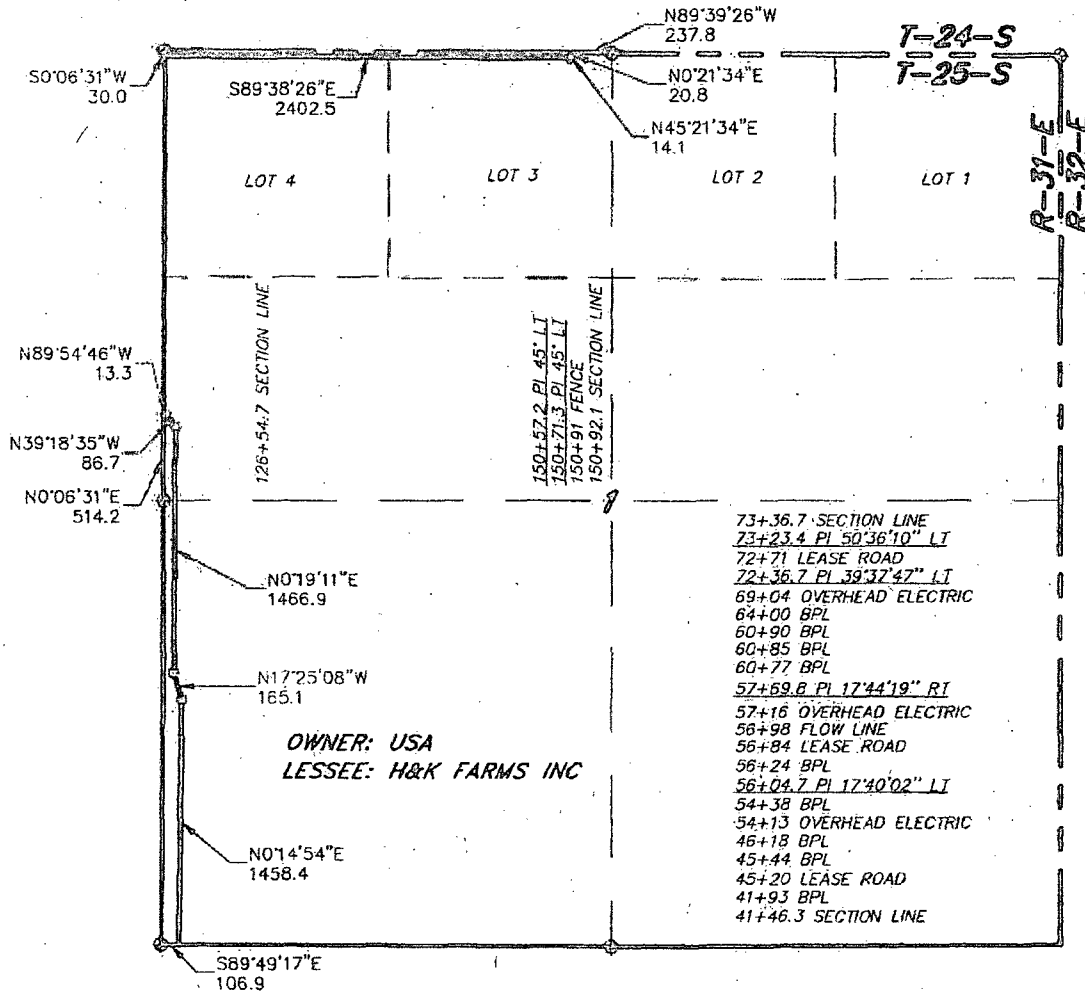 N89°39'26"W
237.8
T-24-S
T-25-S
S0°06'31"W
30.0
S89°38'26"E
2402.5
N0°21'34"E
20.8
N45°21'34"E
14.1
R-31-E
R-32-E
LOT 4
LOT 3
LOT 2
LOT 1
126+54.7 SECTION LINE
150+57.2 PI 45° LT
150+71.3 PI 45° LT
150+91 FENCE
150+92.1 SECTION LINE
N89°54'46"W
13.3
N39°18'35"W
86.7
N0°06'31"E
514.2
1
73+36.7 SECTION LINE
73+23.4 PI 50°36'10" LT
72+71 LEASE ROAD
72+36.7 PI 39°37'47" LT
69+04 OVERHEAD ELECTRIC
64+00 BPL
60+90 BPL
60+85 BPL
60+77 BPL
57+69.8 PI 17°44'19" RT
57+16 OVERHEAD ELECTRIC
56+98 FLOW LINE
56+84 LEASE ROAD
56+24 BPL
56+04.7 PI 17°40'02" LT
54+38 BPL
54+13 OVERHEAD ELECTRIC
46+18 BPL
45+44 BPL
45+20 LEASE ROAD
41+93 BPL
41+46.3 SECTION LINE
N0°19'11"E
1466.9
N17°25'08"W
165.1
OWNER: USA
LESSEE: H&K FARMS INC
N0°14'54"E
1458.4
S89°49'17"E
106.9